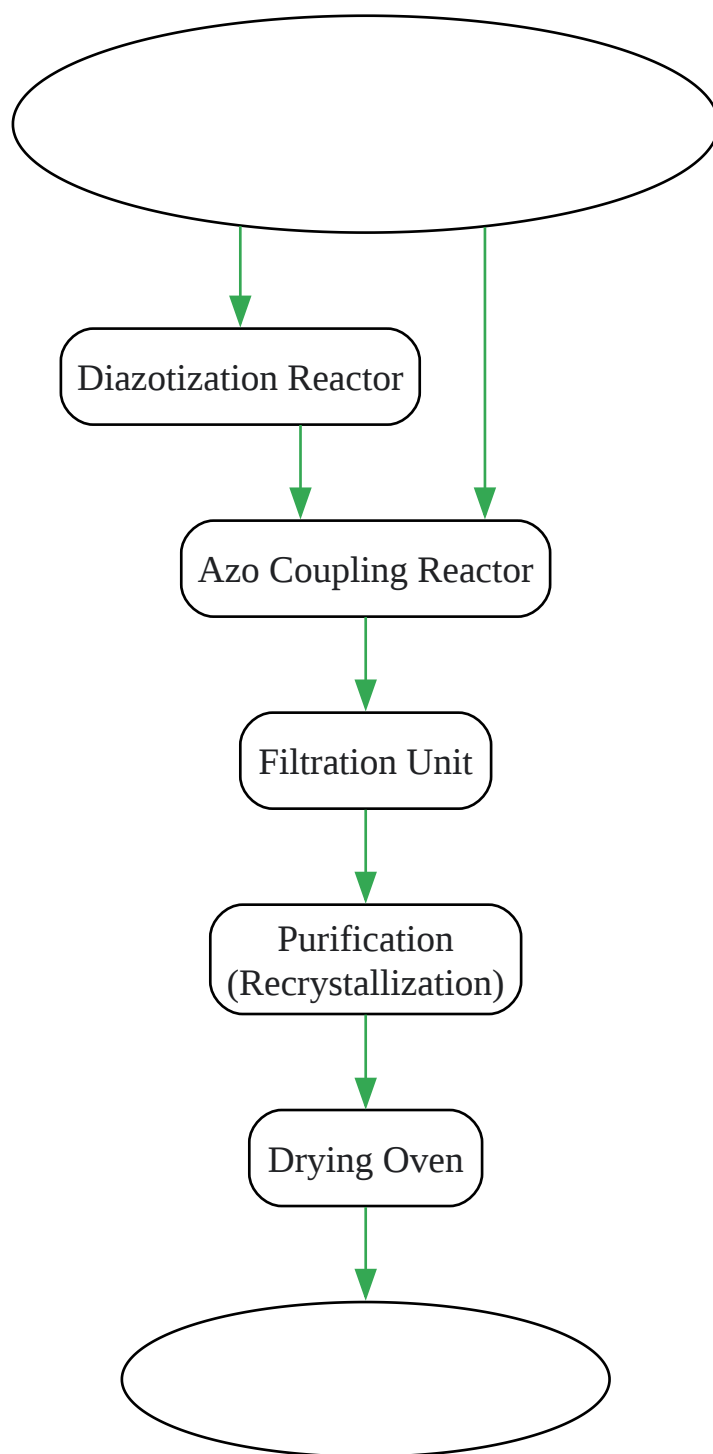 Diazotization Reactor
Azo Coupling Reactor
Filtration Unit
Purification
(Recrystallization)
Drying Oven